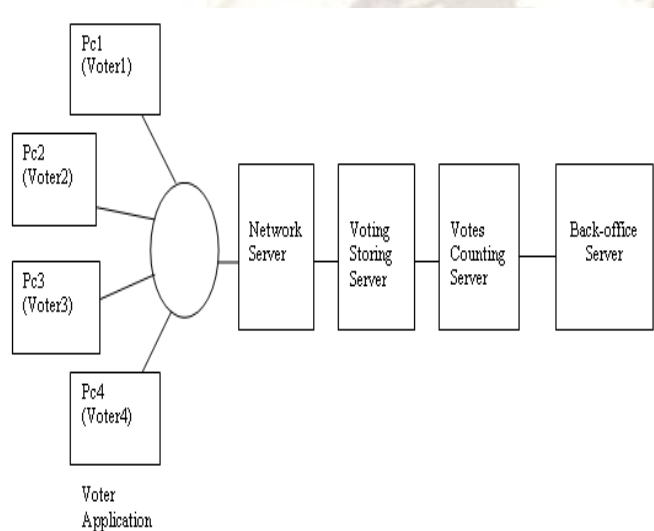 Pc1
(Voter1)
Pc2
(Voter2)
Pc3
(Voter3)
Pc4
(Voter4)
Voter
Application
Network
Server
Voting
Storing
Server
Votes
Counting
Server
Back-office
Server